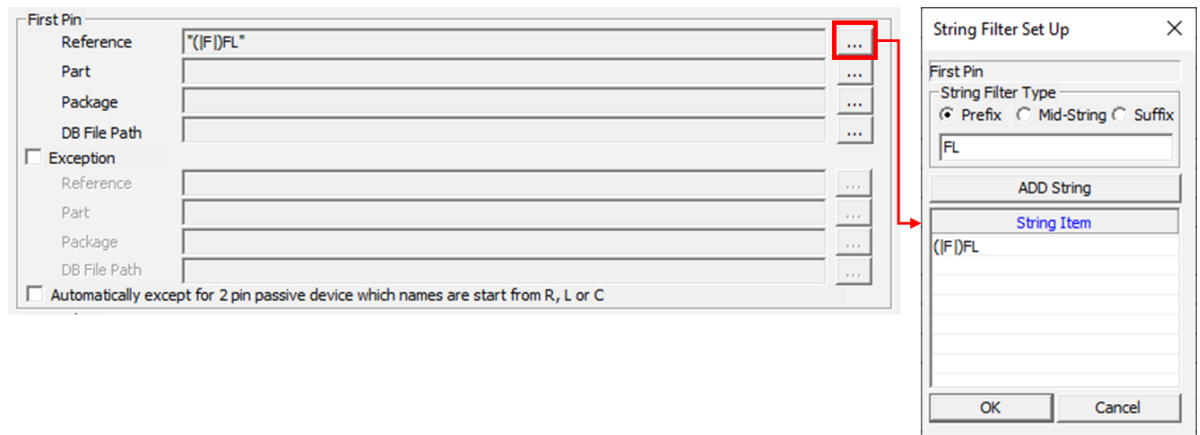 First Pin
Reference "(|F|)FL" ...
Part ...
Package ...
DB File Path ...
Exception
Reference ...
Part ...
Package ...
DB File Path ...
Automatically except for 2 pin passive device which names are start from R, L or C
String Filter Set Up
First Pin
String Filter Type
Prefix Mid-String Suffix
FL
ADD String
String Item
(|F|)FL
OK Cancel